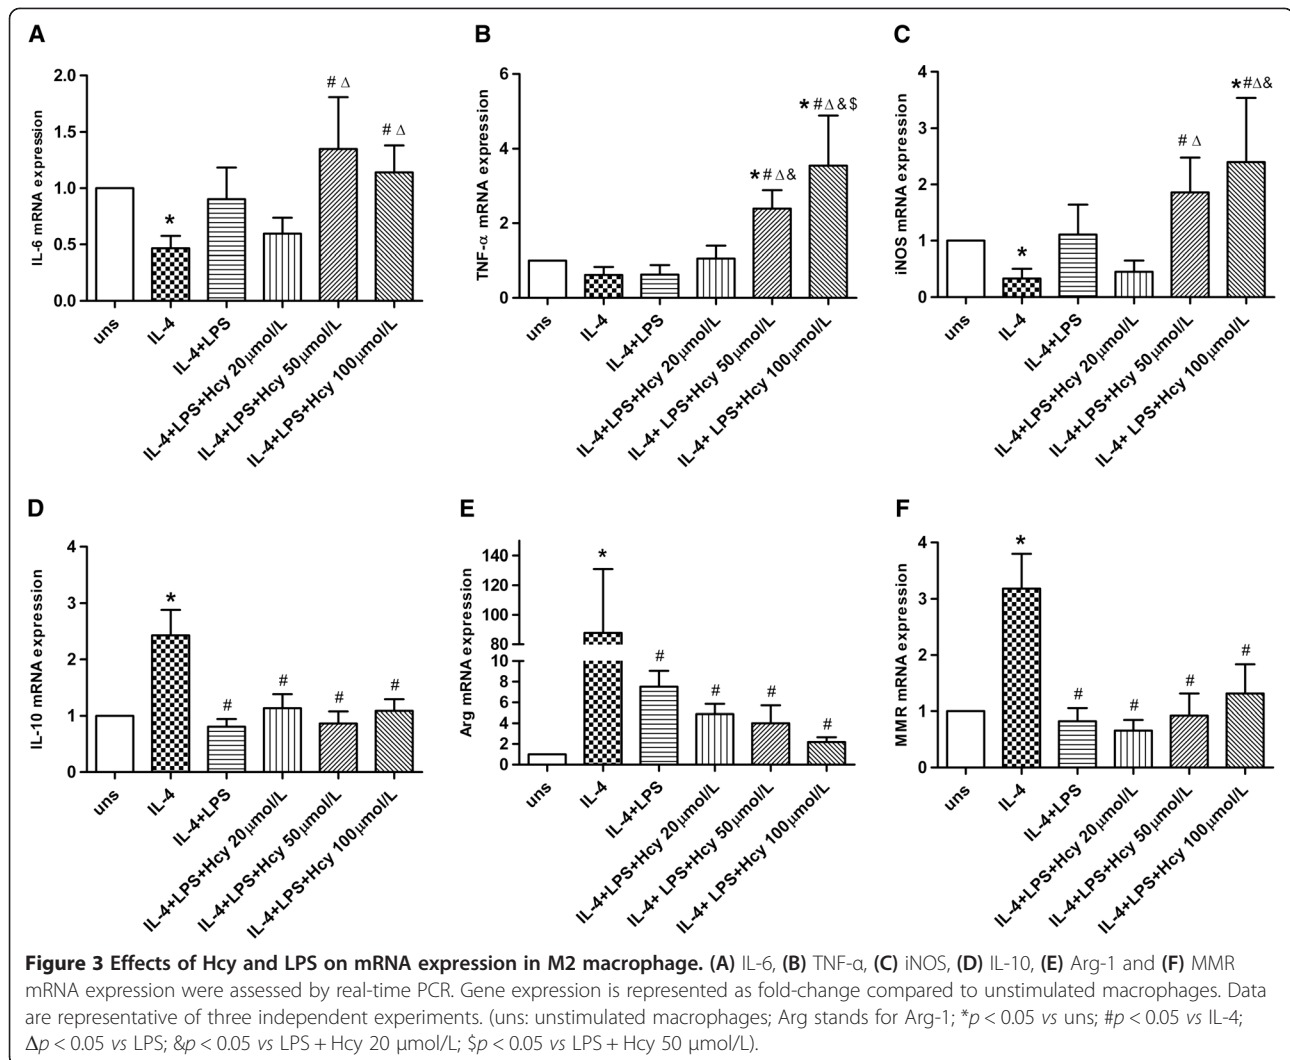 A
IL-6 mRNA expression
2.0
1.5
1.0
0.5
0.0
*
# Δ
# Δ
uns
IL-4
IL-4+LPS
IL-4+LPS+Hcy 20μmol/L
IL-4+LPS+Hcy 50μmol/L
IL-4+LPS+Hcy 100μmol/L
B
TNF-α mRNA expression
6
4
2
0
*#Δ&
*#Δ&$
uns
IL-4
IL-4+LPS
IL-4+LPS+Hcy 20μmol/L
IL-4+ LPS+Hcy 50μmol/L
IL-4+ LPS+Hcy 100μmol/L
C
iNOS mRNA expression
4
3
2
1
0
*
# Δ
*#Δ&
uns
IL-4
IL-4+LPS
IL-4+LPS+Hcy 20μmol/L
IL-4+LPS+Hcy 50μmol/L
IL-4+ LPS+Hcy 100μmol/L
D
IL-10 mRNA expression
4
3
2
1
0
*
#
#
#
#
uns
IL-4
IL-4+LPS
IL-4+LPS+Hcy 20μmol/L
IL-4+LPS+Hcy 50μmol/L
IL-4+LPS+Hcy 100μmol/L
E
Arg mRNA expression
140
120
100
80
10
8
6
4
2
0
*
#
#
#
#
uns
IL-4
IL-4+LPS
IL-4+LPS+Hcy 20μmol/L
IL-4+ LPS+Hcy 50μmol/L
IL-4+ LPS+Hcy 100μmol/L
F
MMR mRNA expression
4
3
2
1
0
*
#
#
#
#
uns
IL-4
IL-4+LPS
IL-4+LPS+Hcy 20μmol/L
IL-4+LPS+Hcy 50μmol/L
IL-4+LPS+Hcy 100μmol/L
Figure 3 Effects of Hcy and LPS on mRNA expression in M2 macrophage. (A) IL-6, (B) TNF-α, (C) iNOS, (D) IL-10, (E) Arg-1 and (F) MMR
mRNA expression were assessed by real-time PCR. Gene expression is represented as fold-change compared to unstimulated macrophages. Data
are representative of three independent experiments. (uns: unstimulated macrophages; Arg stands for Arg-1; *p < 0.05 vs uns; #p < 0.05 vs IL-4;
Δp < 0.05 vs LPS; &p < 0.05 vs LPS + Hcy 20 μmol/L; $p < 0.05 vs LPS + Hcy 50 μmol/L).